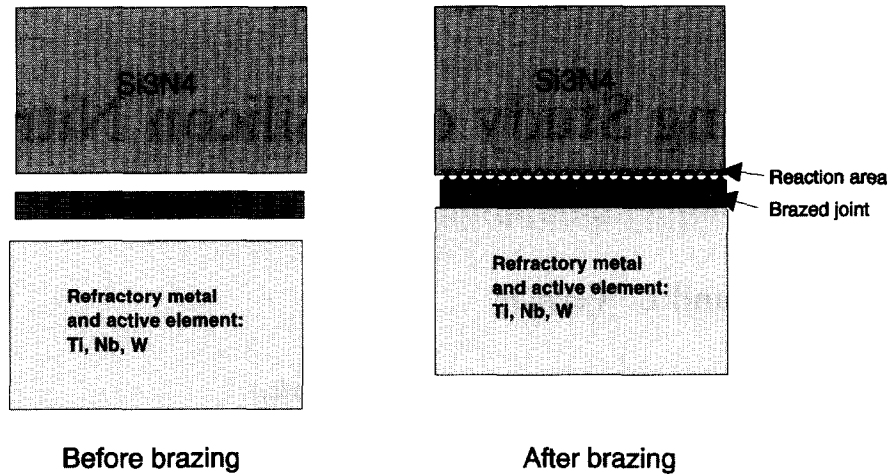 Si3N4
Refractory metal
and active element:
Ti, Nb, W
Before brazing
Si3N4
Reaction area
Brazed joint
Refractory metal
and active element:
Ti, Nb, W
After brazing